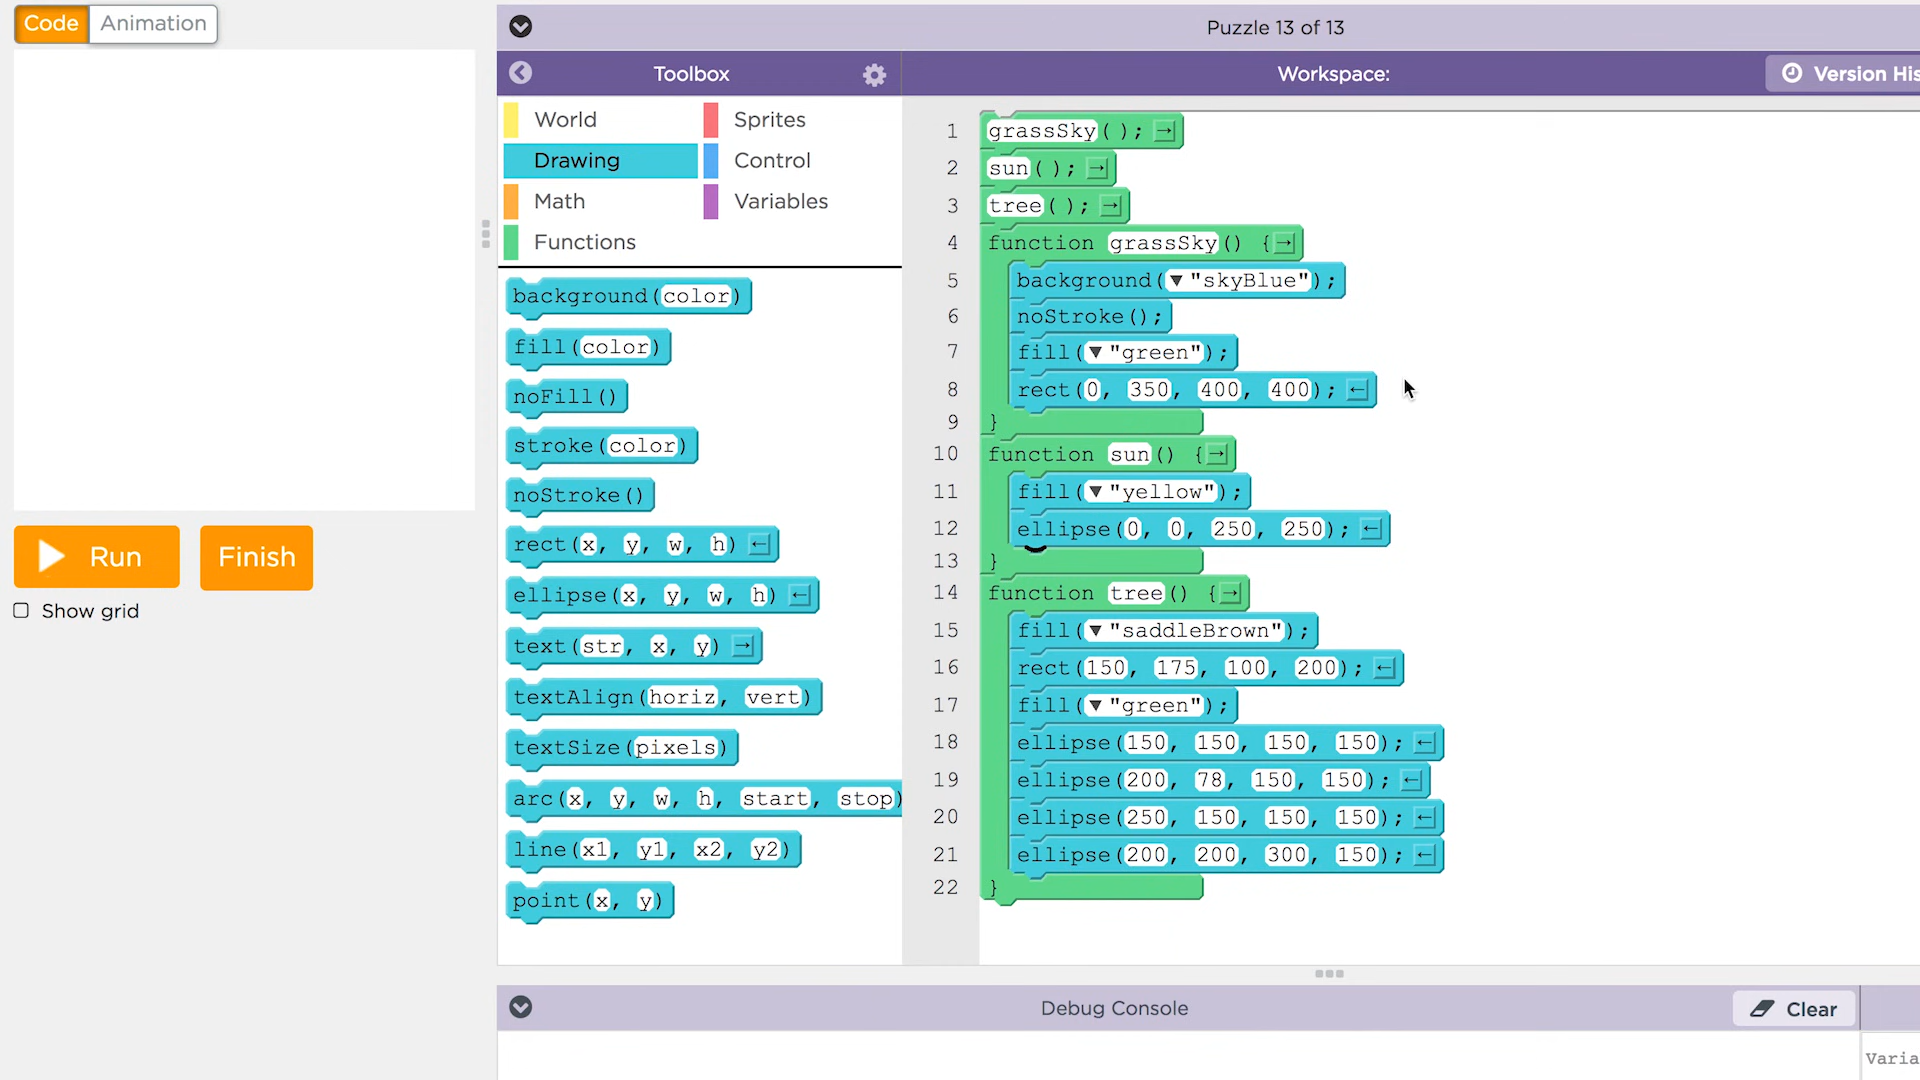 Code Animation
Puzzle 13 of 13
Toolbox
Workspace:
Version His
World
Sprites
Drawing
Control
Math
Variables
Functions
background(color)
fill(color)
noFill()
stroke(color)
noStroke()
rect(x, y, w, h) ←
ellipse(x, y, w, h) ←
text(str, x, y) →
textAlign(horiz, vert)
textSize(pixels)
arc(x, y, w, h, start, stop)
line(x1, y1, x2, y2)
point(x, y)
1 grassSky(); →
2 sun(); →
3 tree(); →
4 function grassSky() { →
5 background(▼ "skyBlue");
6 noStroke();
7 fill(▼ "green");
8 rect(0, 350, 400, 400); ←
9 }
10 function sun() { →
11 fill(▼ "yellow");
12 ellipse(0, 0, 250, 250); ←
13 }
14 function tree() { →
15 fill(▼ "saddleBrown");
16 rect(150, 175, 100, 200); ←
17 fill(▼ "green");
18 ellipse(150, 150, 150, 150); ←
19 ellipse(200, 78, 150, 150); ←
20 ellipse(250, 150, 150, 150); ←
21 ellipse(200, 200, 300, 150); ←
22 }
Run
Finish
Show grid
Debug Console
Clear
Varia